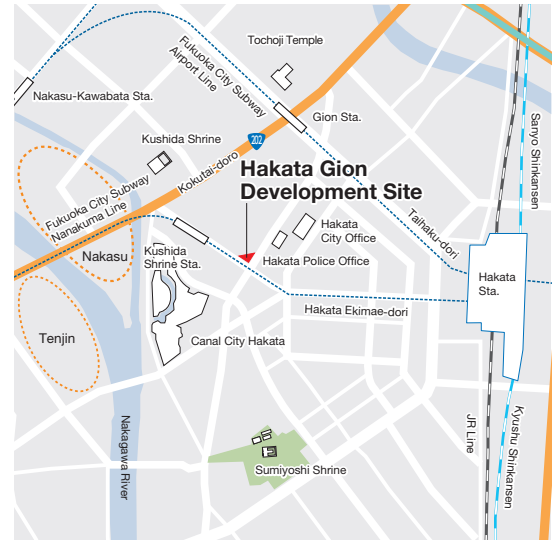 Tochoji Temple
Fukuoka City Subway
Airport Line
Nakasu-Kawabata Sta.
Gion Sta.
Sanyo Shinkansen
Kushida Shrine
202
Kokutai-doro
Fukuoka City Subway
Nanakuma Line
Hakata Gion
Development Site
Taihaku-dori
Hakata
City Office
Kushida
Shrine Sta.
Nakasu
Hakata Police Office
Hakata
Sta.
Hakata Ekimae-dori
Tenjin
Canal City Hakata
Nakagawa River
JR Line
Kyushu Shinkansen
Sumiyoshi Shrine